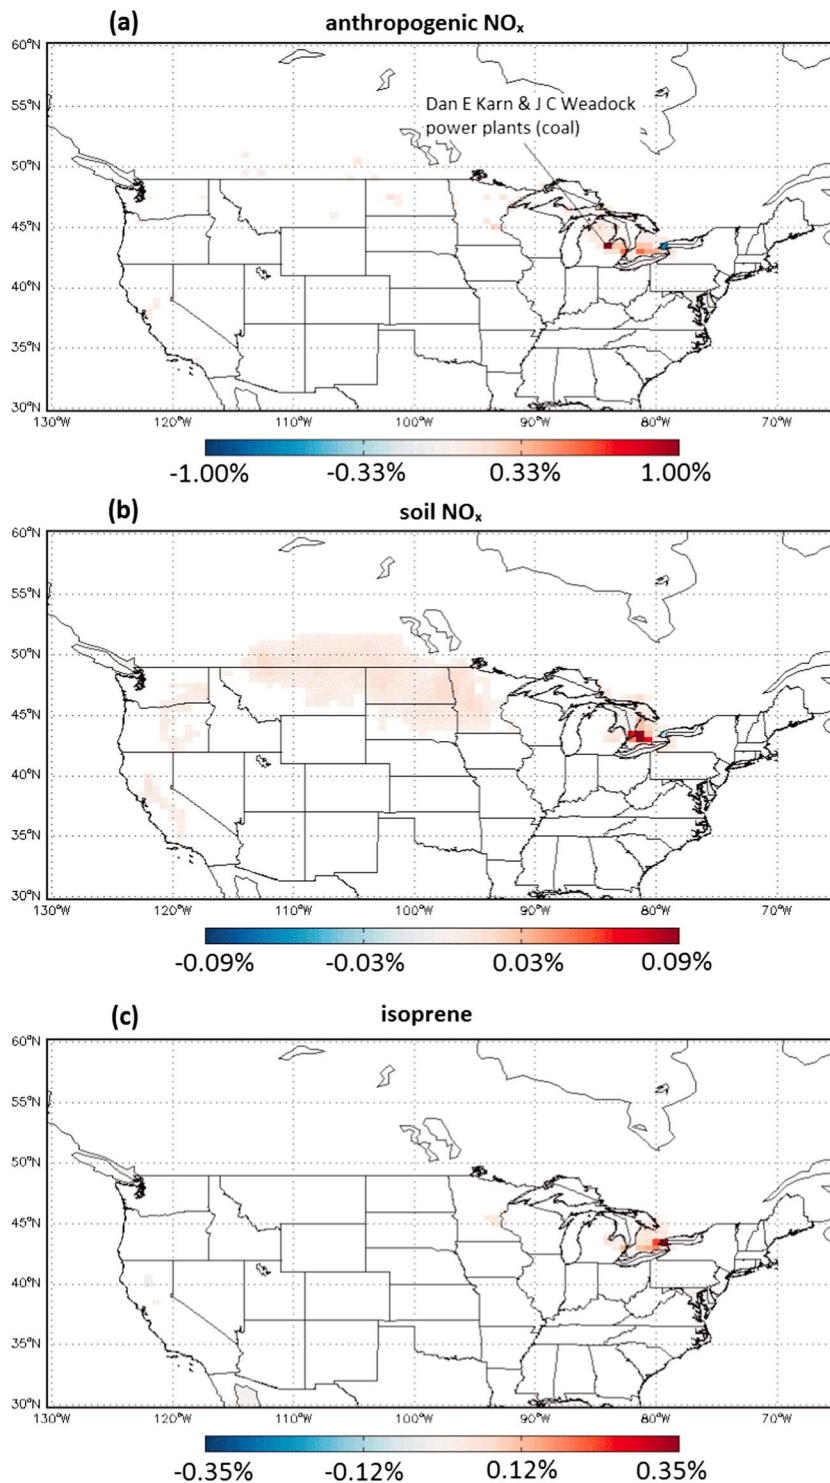 (a)
anthropogenic NOₓ
60°N
55°N
50°N
45°N
40°N
35°N
30°N
Dan E Karn & J C Weadock
power plants (coal)
130°W 120°W 110°W 100°W 90°W 80°W 70°W
-1.00% -0.33% 0.33% 1.00%
(b)
soil NOₓ
60°N
55°N
50°N
45°N
40°N
35°N
30°N
130°W 120°W 110°W 100°W 90°W 80°W 70°W
-0.09% -0.03% 0.03% 0.09%
(c)
isoprene
60°N
55°N
50°N
45°N
40°N
35°N
30°N
130°W 120°W 110°W 100°W 90°W 80°W 70°W
-0.35% -0.12% 0.12% 0.35%